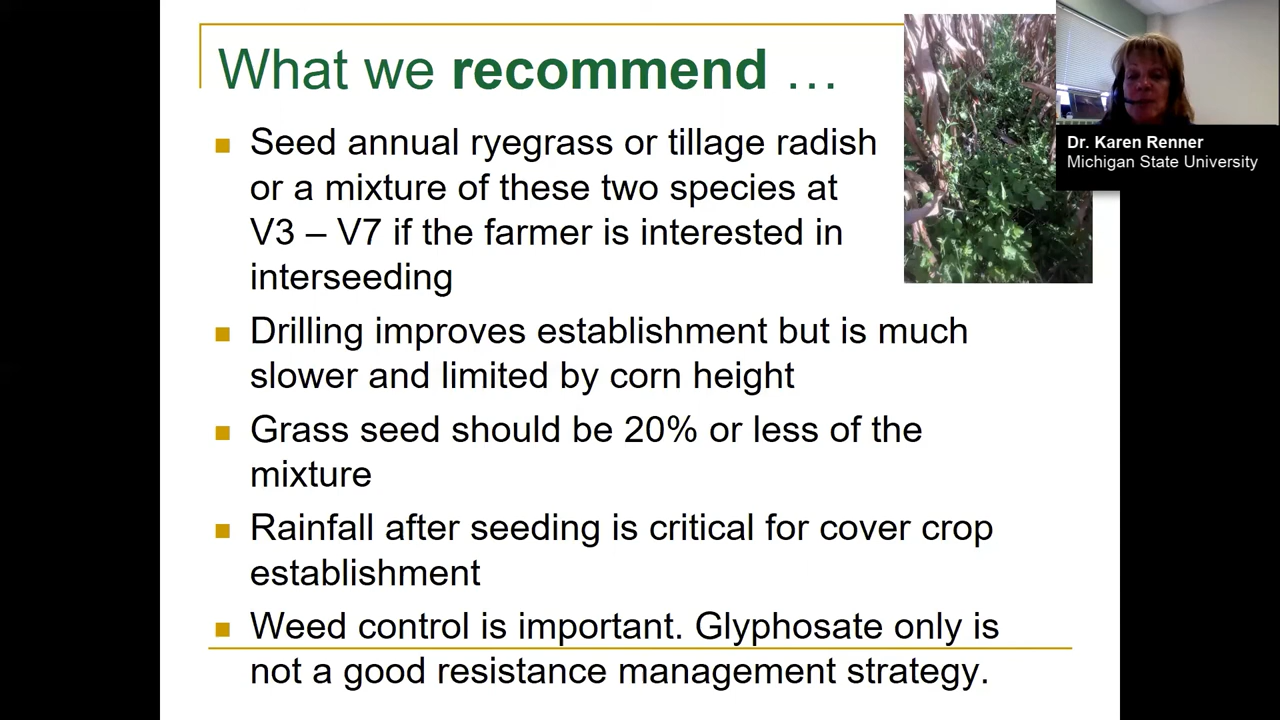 What we recommend …
Seed annual ryegrass or tillage radish
or a mixture of these two species at
V3 – V7 if the farmer is interested in
interseeding
Drilling improves establishment but is much
slower and limited by corn height
Grass seed should be 20% or less of the
mixture
Rainfall after seeding is critical for cover crop
establishment
Weed control is important. Glyphosate only is
not a good resistance management strategy.
Dr. Karen Renner
Michigan State University